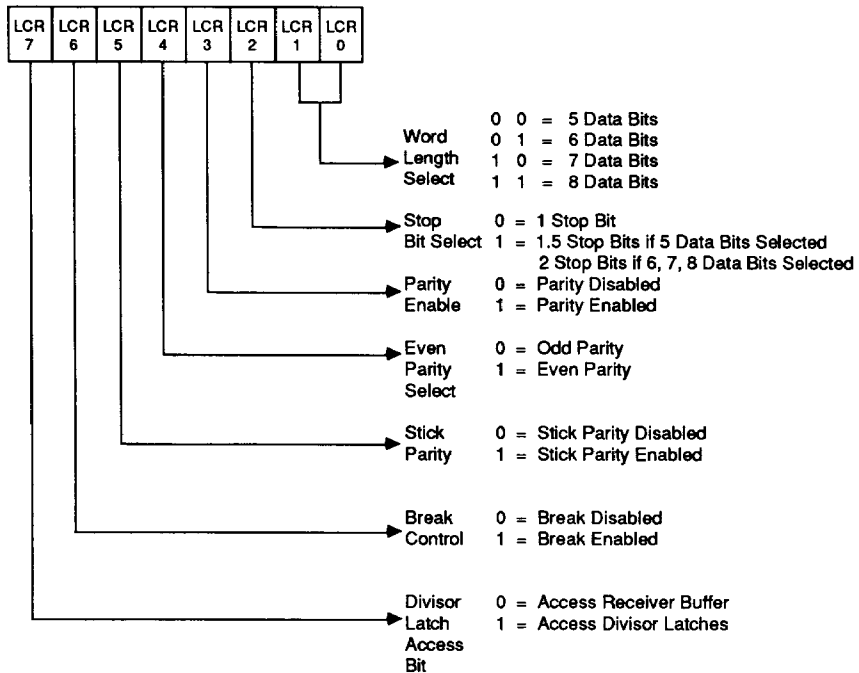 LCR 7 LCR 6 LCR 5 LCR 4 LCR 3 LCR 2 LCR 1 LCR 0
Word Length Select
0 0 = 5 Data Bits
0 1 = 6 Data Bits
1 0 = 7 Data Bits
1 1 = 8 Data Bits
Stop Bit Select
0 = 1 Stop Bit
1 = 1.5 Stop Bits if 5 Data Bits Selected
2 Stop Bits if 6, 7, 8 Data Bits Selected
Parity Enable
0 = Parity Disabled
1 = Parity Enabled
Even Parity Select
0 = Odd Parity
1 = Even Parity
Stick Parity
0 = Stick Parity Disabled
1 = Stick Parity Enabled
Break Control
0 = Break Disabled
1 = Break Enabled
Divisor Latch Access Bit
0 = Access Receiver Buffer
1 = Access Divisor Latches